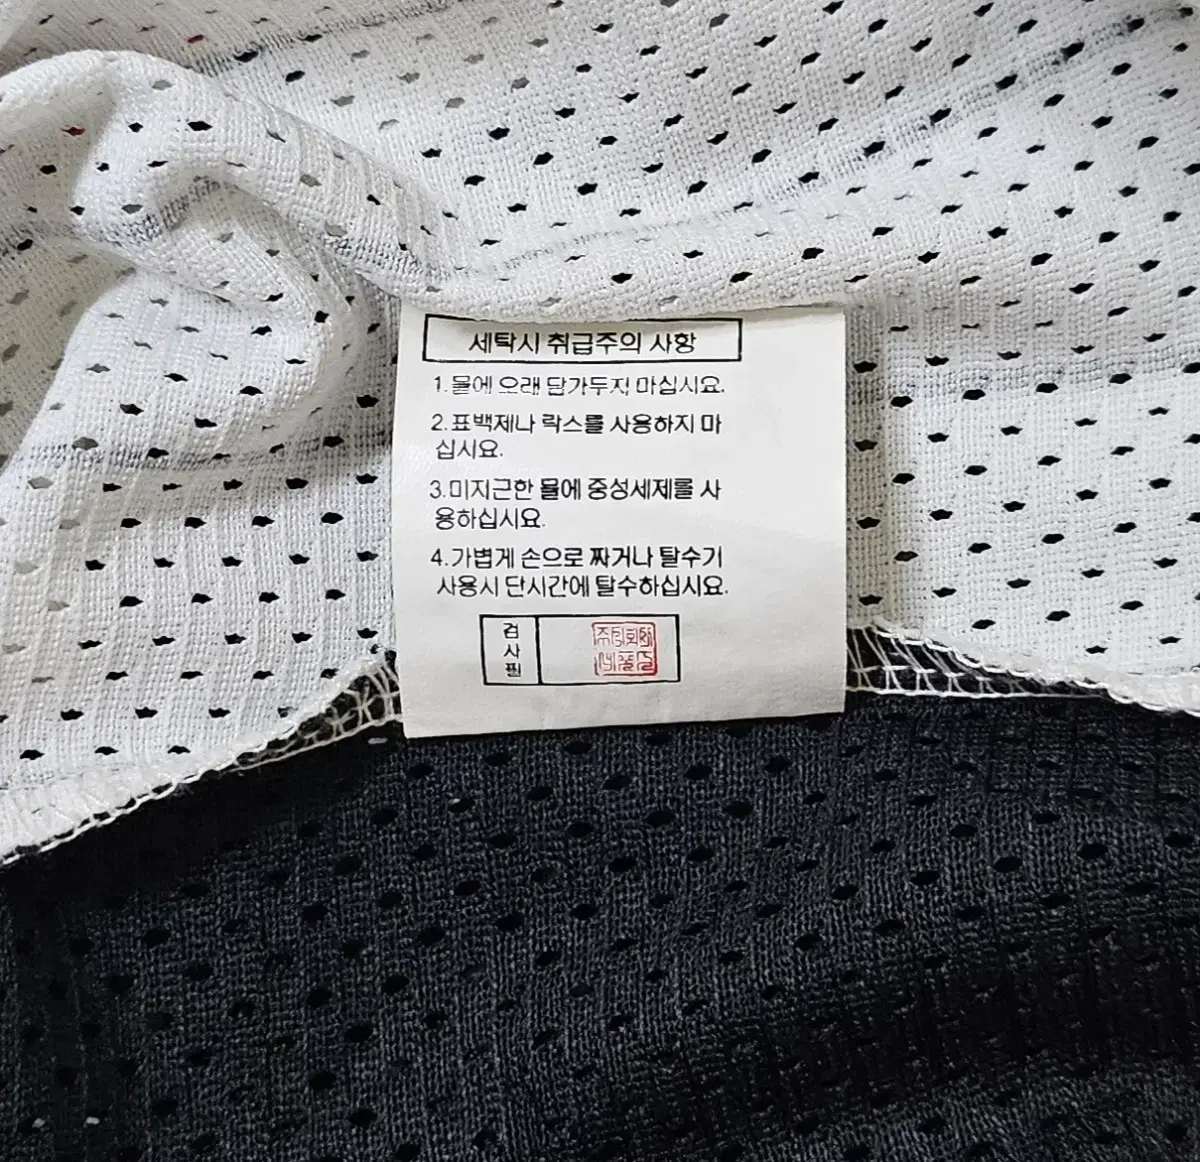 세탁시 취급주의 사항
1.물에 오래 담가두지 마십시요.
2.표백제나 락스를 사용하지 마
십시요.
3.미지근한 물에 중성세제를 사
용하십시요.
4.가볍게 손으로 짜거나 탈수기
사용시 단시간에 탈수하십시요.
검사필